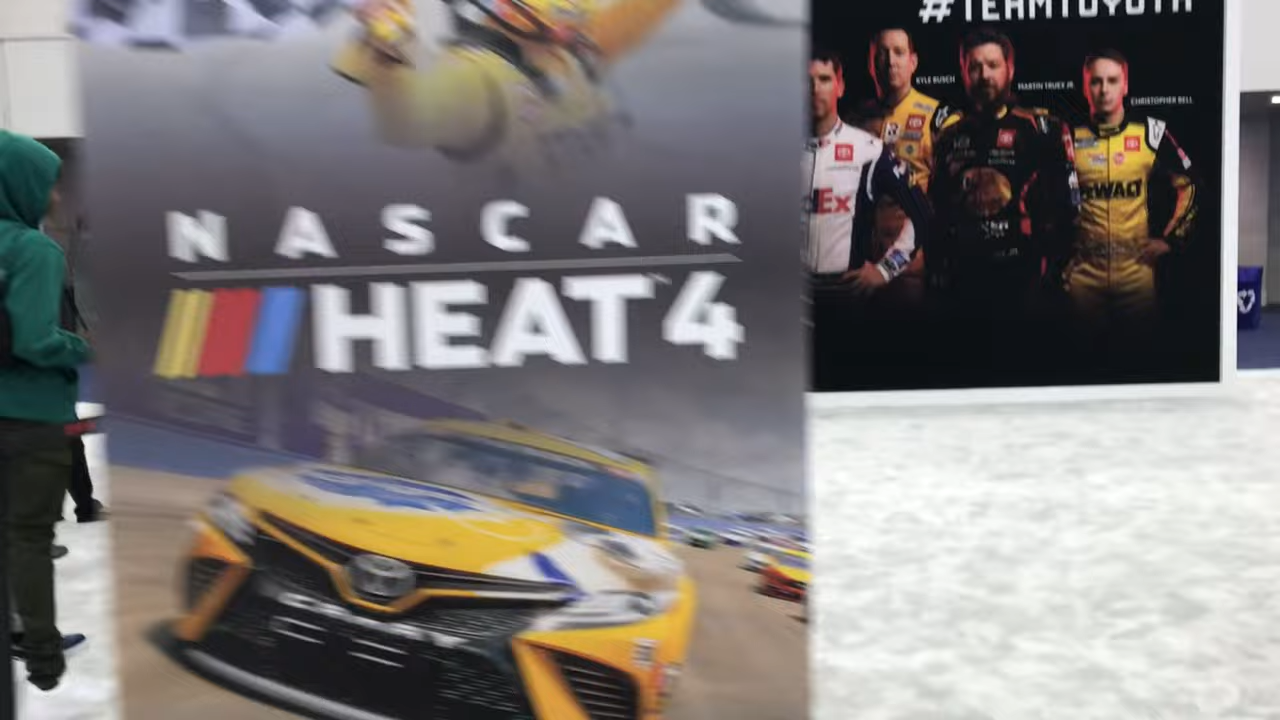 NASCAR
HEAT 4
#TEAMTOYOTA
KYLE BUSCH
MARTIN TRUEX JR.
CHRISTOPHER BELL
DEWALT